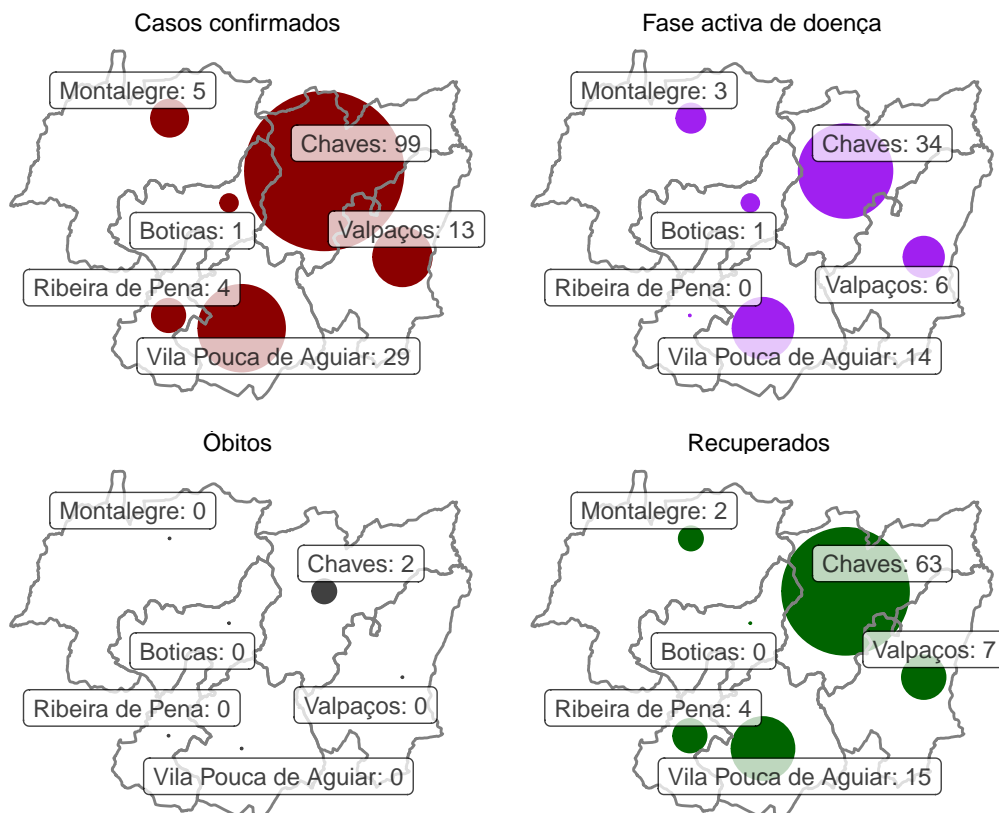 Casos confirmados
Montalegre: 5
Chaves: 99
Boticas: 1
Valpaços: 13
Ribeira de Pena: 4
Vila Pouca de Aguiar: 29
Fase activa de doença
Montalegre: 3
Chaves: 34
Boticas: 1
Ribeira de Pena: 0
Valpaços: 6
Vila Pouca de Aguiar: 14
Óbitos
Montalegre: 0
Chaves: 2
Boticas: 0
Ribeira de Pena: 0
Valpaços: 0
Vila Pouca de Aguiar: 0
Recuperados
Montalegre: 2
Chaves: 63
Boticas: 0
Valpaços: 7
Ribeira de Pena: 4
Vila Pouca de Aguiar: 15